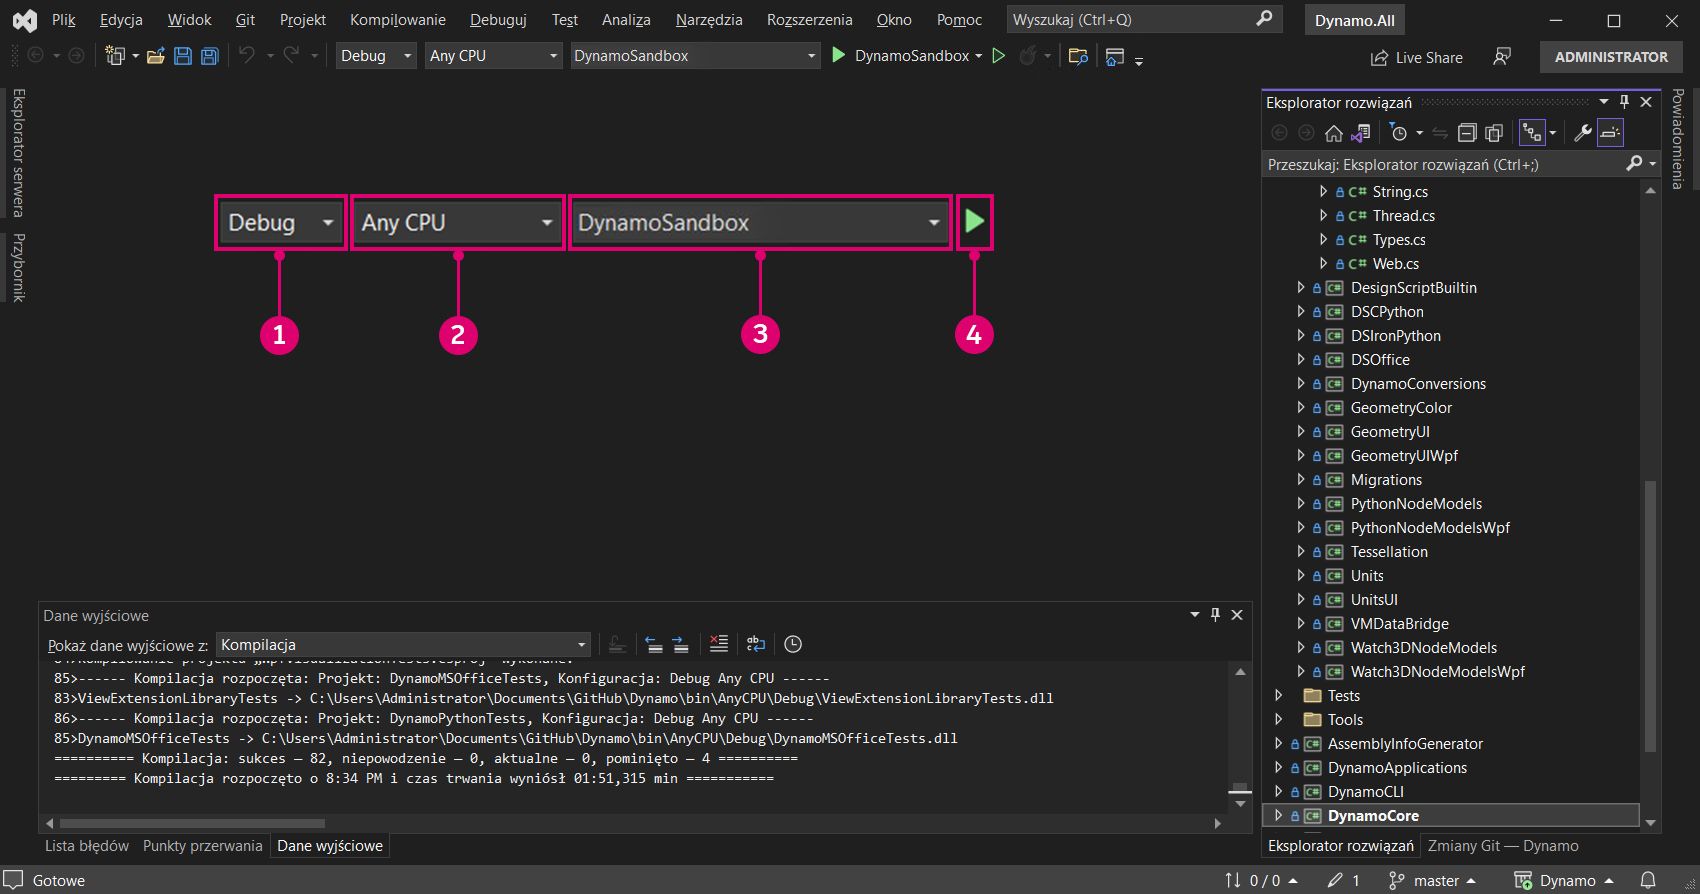 Plik Edycja Widok Git Projekt Kompilowanie Debuguj Test Analiza Narzędzia Rozszerzenia Okno Pomoc Wyszukaj (Ctrl+Q) Dynamo.All
Debug Any CPU DynamoSandbox DynamoSandbox Live Share ADMINISTRATOR
Eksplorator serwera
Przybornik
Debug Any CPU DynamoSandbox
1 2 3 4
Eksplorator rozwiązań
Przeszukaj: Eksplorator rozwiązań (Ctrl+;)
C# String.cs
C# Thread.cs
C# Types.cs
C# Web.cs
C# DesignScriptBuiltin
C# DSCPython
C# DSIronPython
C# DSOffice
C# DynamoConversions
C# GeometryColor
C# GeometryUI
C# GeometryUIWpf
C# Migrations
C# PythonNodeModels
C# PythonNodeModelsWpf
C# Tessellation
C# Units
C# UnitsUI
C# VMDataBridge
C# Watch3DNodeModels
C# Watch3DNodeModelsWpf
Tests
Tools
C# AssemblyInfoGenerator
C# DynamoApplications
C# DynamoCLI
C# DynamoCore
Eksplorator rozwiązań Zmiany Git — Dynamo
Powiadomienia
Dane wyjściowe
Pokaż dane wyjściowe z: Kompilacja
85>------ Kompilacja rozpoczęta: Projekt: DynamoMSOfficeTests, Konfiguracja: Debug Any CPU ------
83>ViewExtensionLibraryTests -> C:\Users\Administrator\Documents\GitHub\Dynamo\bin\AnyCPU\Debug\ViewExtensionLibraryTests.dll
86>------ Kompilacja rozpoczęta: Projekt: DynamoPythonTests, Konfiguracja: Debug Any CPU ------
85>DynamoMSOfficeTests -> C:\Users\Administrator\Documents\GitHub\Dynamo\bin\AnyCPU\Debug\DynamoMSOfficeTests.dll
========== Kompilacja: sukces — 82, niepowodzenie — 0, aktualne — 0, pominięto — 4 ==========
========= Kompilacja rozpoczęto o 8:34 PM i czas trwania wyniósł 01:51,315 min ===========
Lista błędów Punkty przerwania Dane wyjściowe
Gotowe 0 / 0 1 master Dynamo